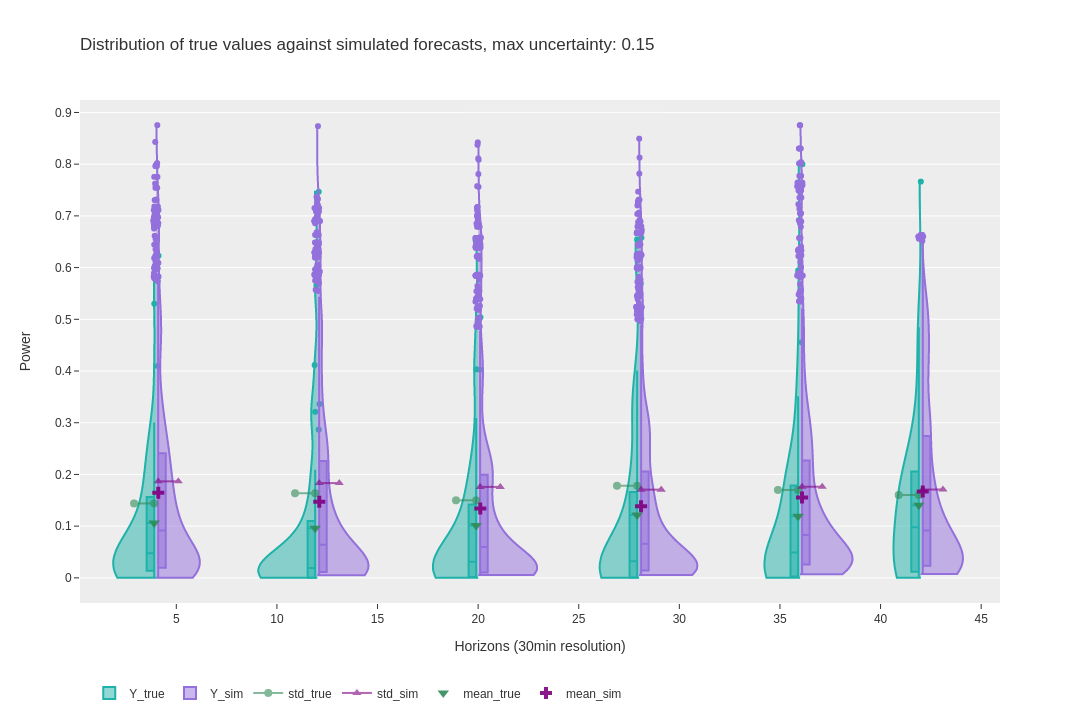 Distribution of true values against simulated forecasts, max uncertainty: 0.15
0.9
0.8
0.7
0.6
0.5
0.4
0.3
0.2
0.1
0
Power
5 10 15 20 25 30 35 40 45
Horizons (30min resolution)
Y_true Y_sim std_true std_sim mean_true mean_sim